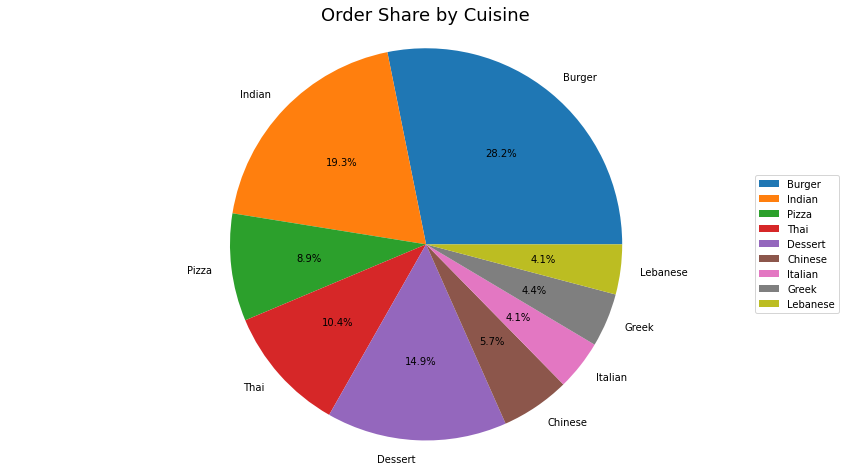 Order Share by Cuisine
Burger
28.2%
Indian
19.3%
Pizza
8.9%
Thai
10.4%
Dessert
14.9%
Chinese
5.7%
Italian
4.1%
Greek
4.4%
Lebanese
4.1%
Burger
Indian
Pizza
Thai
Dessert
Chinese
Italian
Greek
Lebanese